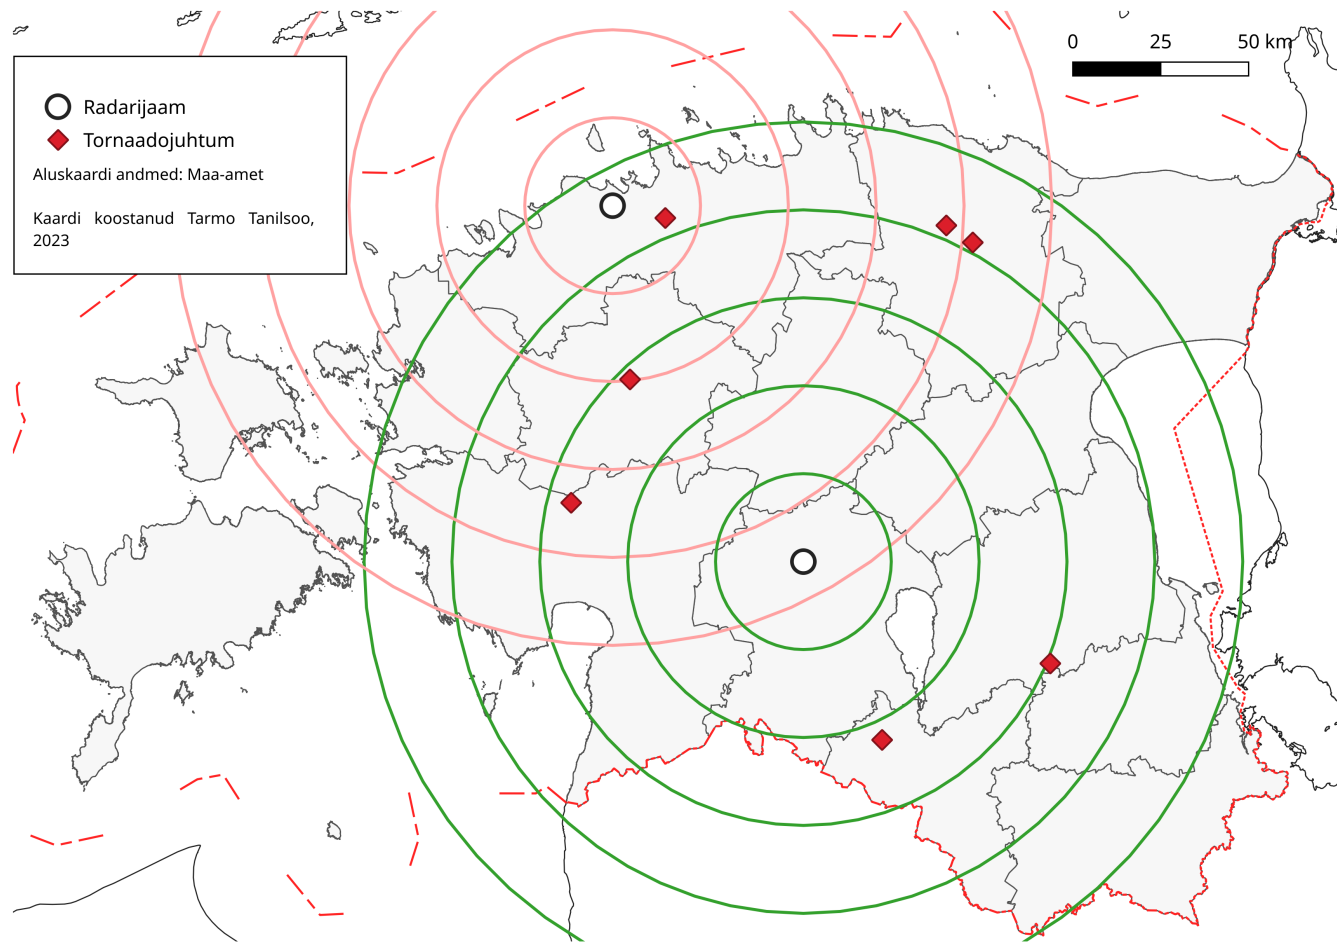 0 25 50 km
Radarijaam
Tornaadojuhtum
Aluskaardi andmed: Maa-amet
Kaardi koostanud Tarmo Tanilsoo,
2023